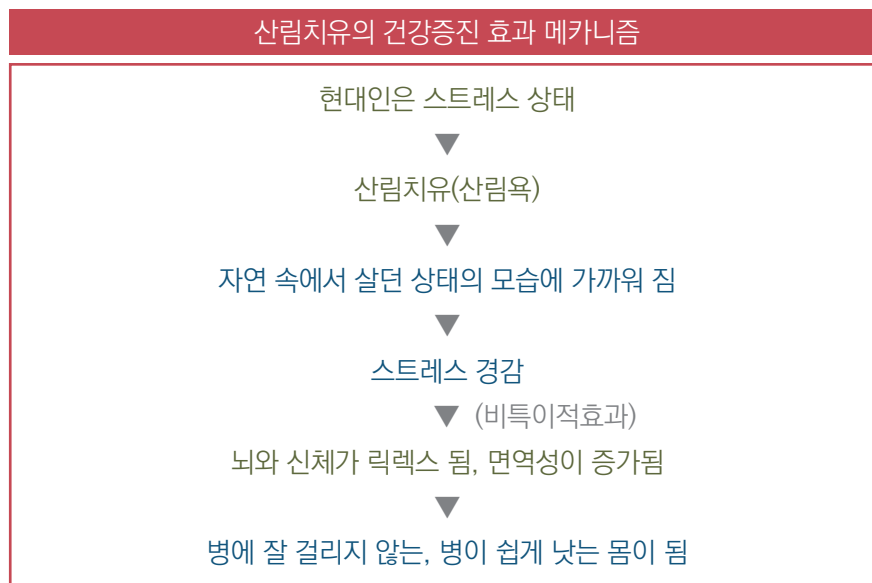 산림치유의 건강증진 효과 메카니즘
현대인은 스트레스 상태
▼
산림치유(산림욕)
▼
자연 속에서 살던 상태의 모습에 가까워 짐
▼
스트레스 경감
▼ (비특이적효과)
뇌와 신체가 릭렉스 됨, 면역성이 증가됨
▼
병에 잘 걸리지 않는, 병이 쉽게 낫는 몸이 됨